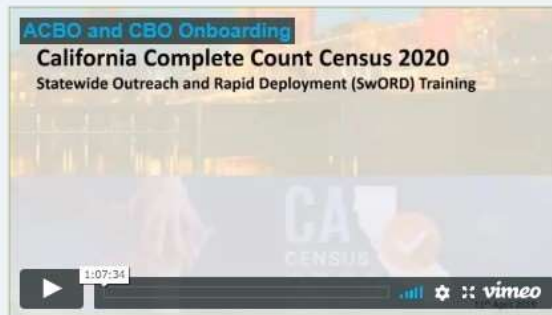 ACBO and CBO Onboarding
California Complete Count Census 2020
Statewide Outreach and Rapid Deployment (SwORD) Training
CA
CENSUS
1:07:34
vimeo